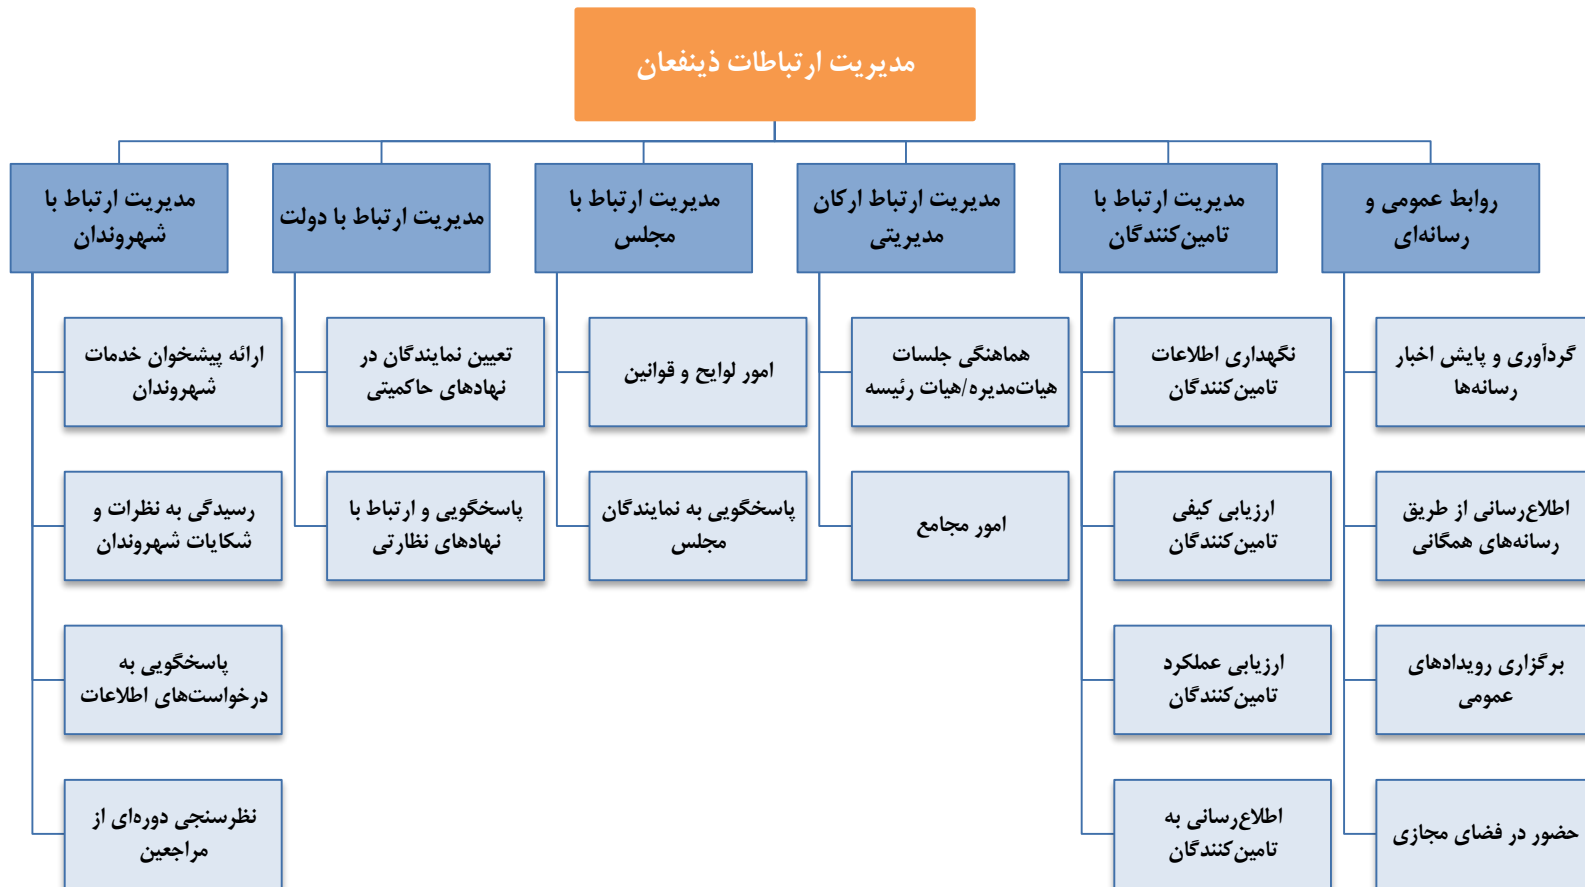 مدیریت ارتباطات ذینفعان
روابط عمومی و
رسانه‌ای
گردآوری و پایش اخبار
رسانه‌ها
اطلاع‌رسانی از طریق
رسانه‌های همگانی
برگزاری رویدادهای
عمومی
حضور در فضای مجازی
مدیریت ارتباط با
تامین‌کنندگان
نگهداری اطلاعات
تامین‌کنندگان
ارزیابی کیفی
تامین‌کنندگان
ارزیابی عملکرد
تامین‌کنندگان
اطلاع‌رسانی به
تامین‌کنندگان
مدیریت ارتباط ارکان
مدیریتی
هماهنگی جلسات
هیات‌مدیره/هیات رئیسه
امور مجامع
مدیریت ارتباط با
مجلس
امور لوایح و قوانین
پاسخگویی به نمایندگان
مجلس
مدیریت ارتباط با دولت
تعیین نمایندگان در
نهادهای حاکمیتی
پاسخگویی و ارتباط با
نهادهای نظارتی
مدیریت ارتباط با
شهروندان
ارائه پیشخوان خدمات
شهروندان
رسیدگی به نظرات و
شکایات شهروندان
پاسخگویی به
درخواست‌های اطلاعات
نظرسنجی دوره‌ای از
مراجعین